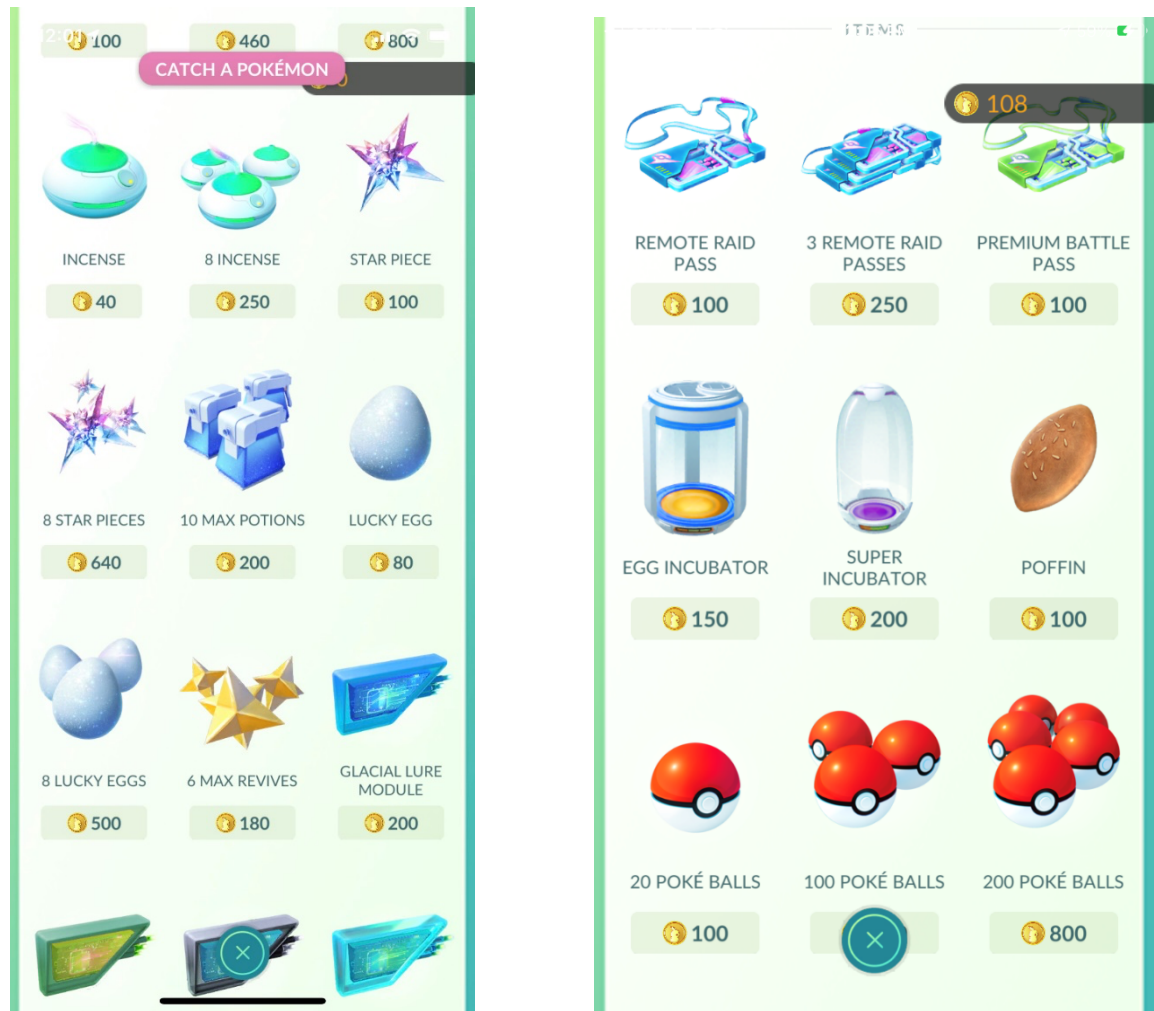 100 460 800
CATCH A POKÉMON
INCENSE 8 INCENSE STAR PIECE
40 250 100
8 STAR PIECES 10 MAX POTIONS LUCKY EGG
640 200 80
8 LUCKY EGGS 6 MAX REVIVES GLACIAL LURE
MODULE
500 180 200
ITEMS
108
REMOTE RAID
PASS
3 REMOTE RAID
PASSES
PREMIUM BATTLE
PASS
100 250 100
EGG INCUBATOR SUPER
INCUBATOR
POFFIN
150 200 100
20 POKÉ BALLS 100 POKÉ BALLS 200 POKÉ BALLS
100 800